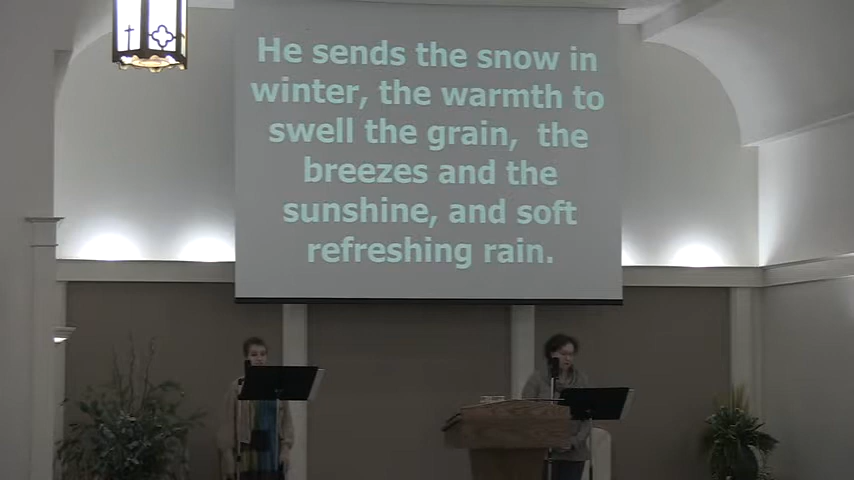 He sends the snow in
winter, the warmth to
swell the grain,  the
breezes and the
sunshine, and soft
refreshing rain.